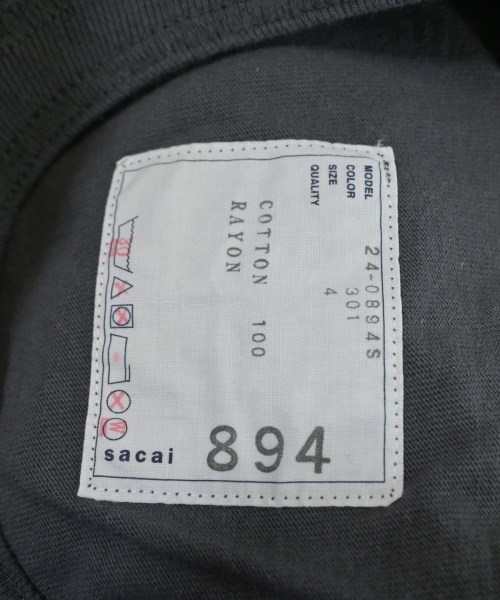 MODEL 24-0894S
COLOR 301
SIZE 4
QUALITY
COTTON 100
RAYON
sacai 894